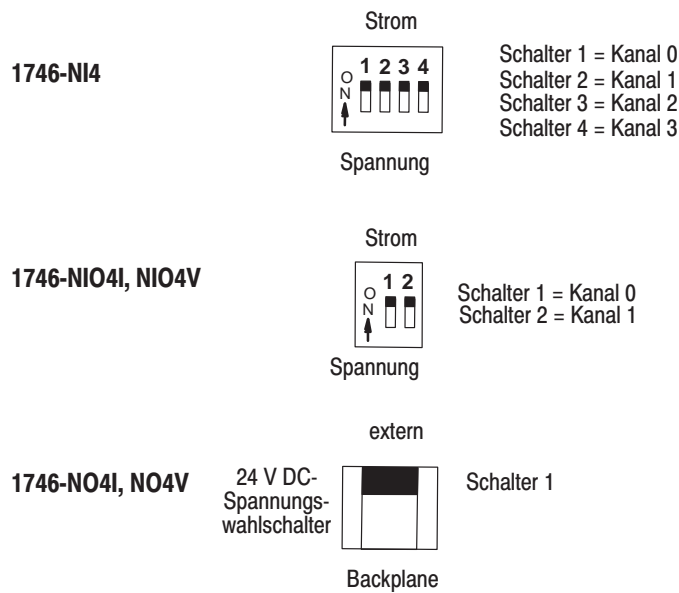 Strom
1746-NI4
1 2 3 4
ON
Schalter 1 = Kanal 0
Schalter 2 = Kanal 1
Schalter 3 = Kanal 2
Schalter 4 = Kanal 3
Spannung
Strom
1746-NIO4I, NIO4V
1 2
ON
Schalter 1 = Kanal 0
Schalter 2 = Kanal 1
Spannung
extern
1746-NO4I, NO4V
24 V DC-
Spannungs-
wahlschalter
Schalter 1
Backplane